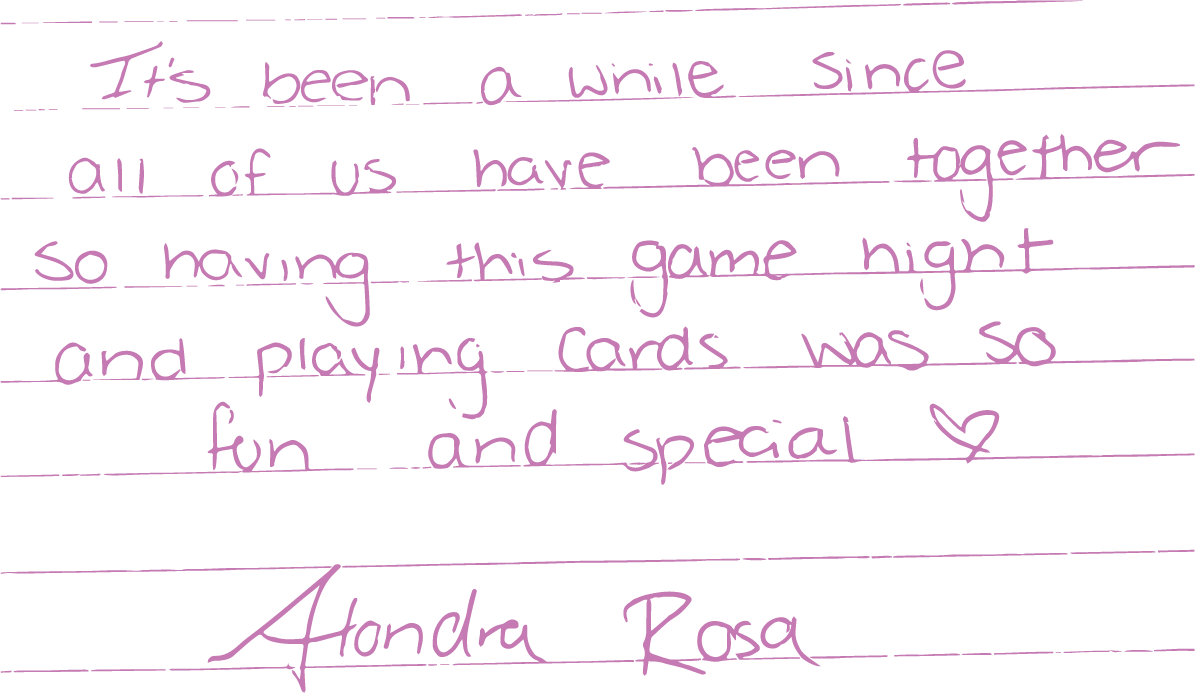 It's been a while since
all of us have been together
so having this game night
and playing cards was so
fun and special ♡
Alondra Rosa